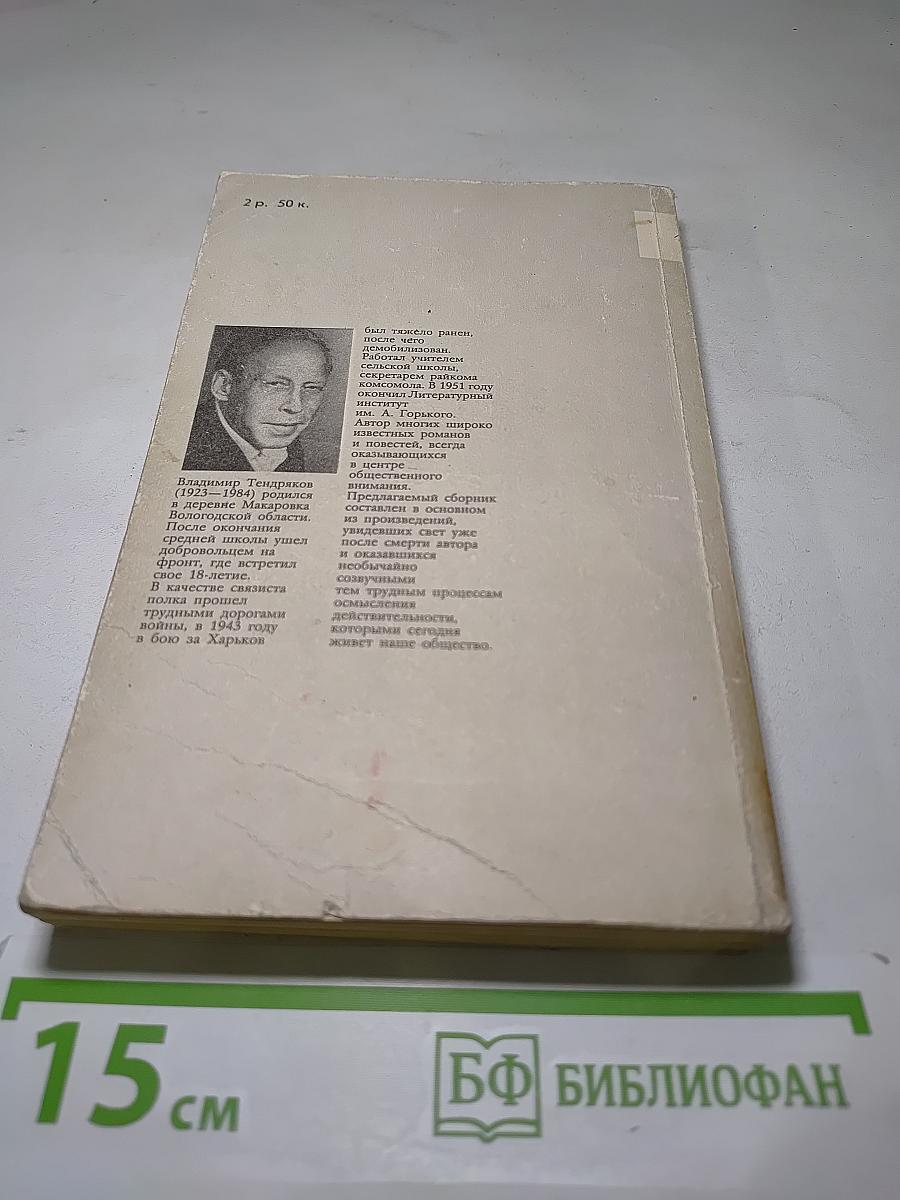 2 р. 50 к.
Владимир Тендряков
(1923—1984) родился
в деревне Макаровка
Вологодской области.
После окончания
средней школы ушел
добровольцем на
фронт, где встретил
свое 18-летие.
В качестве связиста
полка прошел
трудными дорогами
войны, в 1943 году
в бою за Харьков
был тяжело ранен,
после чего
демобилизован.
Работал учителем
сельской школы,
секретарем райкома
комсомола. В 1951 году
окончил Литературный
институт
им. А. Горького.
Автор многих широко
известных романов
и повестей, всегда
оказывающихся
в центре
общественного
внимания.
Предлагаемый сборник
составлен в основном
из произведений,
увидевших свет уже
после смерти автора
и оказавшихся
необычайно
созвучными
тем трудным процессам
осмысления
действительности,
которыми сегодня
живет наше общество.
15 см
БФ БИБЛИОФАН